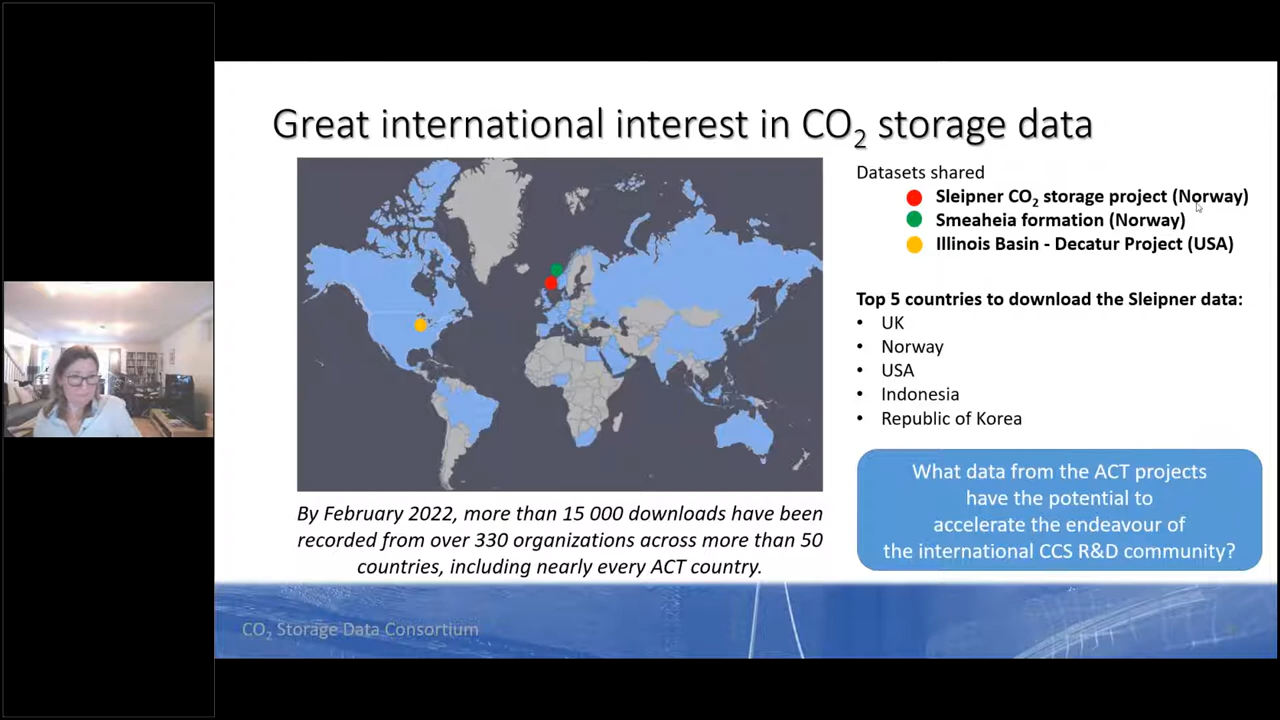 Great international interest in CO₂ storage data
Datasets shared
Sleipner CO₂ storage project (Norway)
Smeaheia formation (Norway)
Illinois Basin - Decatur Project (USA)
Top 5 countries to download the Sleipner data:
• UK
• Norway
• USA
• Indonesia
• Republic of Korea
By February 2022, more than 15 000 downloads have been
recorded from over 330 organizations across more than 50
countries, including nearly every ACT country.
What data from the ACT projects
have the potential to
accelerate the endeavour of
the international CCS R&D community?
CO₂ Storage Data Consortium